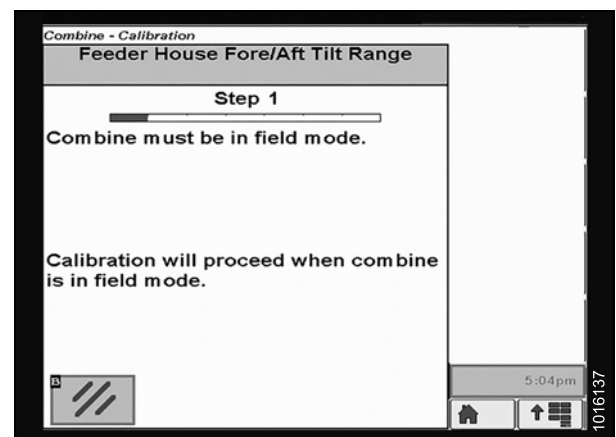 Combine - Calibration
Feeder House Fore/Aft Tilt Range
Step 1
Combine must be in field mode.
Calibration will proceed when combine
is in field mode.
B
5:04pm
1016137